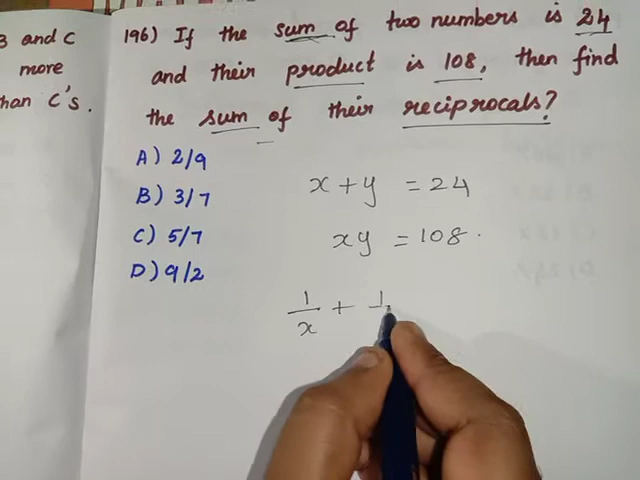 3 and C
more
han C's.
196) If the sum of two numbers is 24
and their product is 108, then find
the sum of their reciprocals?
A) 2/9
B) 3/7
C) 5/7
D) 9/2
x + y = 24
xy = 108.
1/x + 1